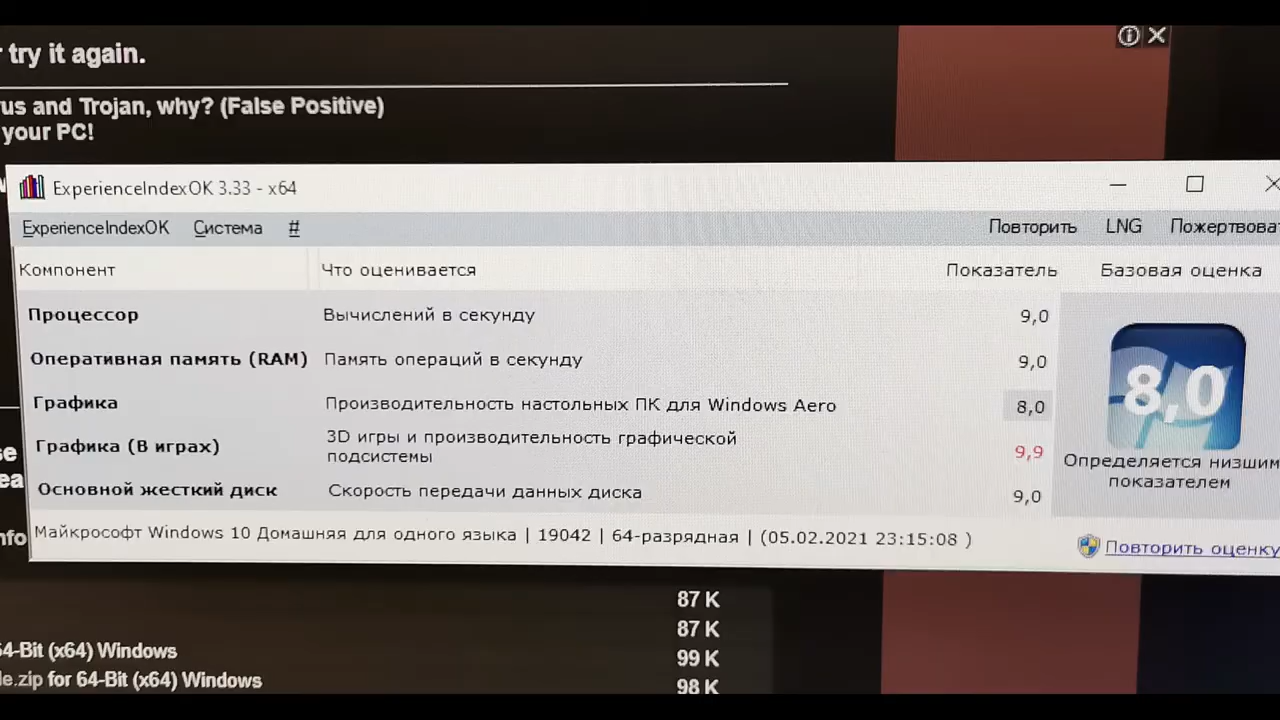 try it again.
us and Trojan, why? (False Positive)
your PC!
ExperienceIndexOK 3.33 - x64
ExperienceIndexOK Система # Повторить LNG Пожертвова
Компонент Что оценивается Показатель Базовая оценка
Процессор Вычислений в секунду 9,0
Оперативная память (RAM) Память операций в секунду 9,0
Графика Производительность настольных ПК для Windows Aero 8,0
8,0
Графика (В играх) 3D игры и производительность графической подсистемы 9,9
Определяется низшим
показателем
Основной жесткий диск Скорость передачи данных диска 9,0
Майкрософт Windows 10 Домашняя для одного языка | 19042 | 64-разрядная | (05.02.2021 23:15:08 )
Повторить оценку
87 K
87 K
64-Bit (x64) Windows 99 K
le.zip for 64-Bit (x64) Windows 98 K